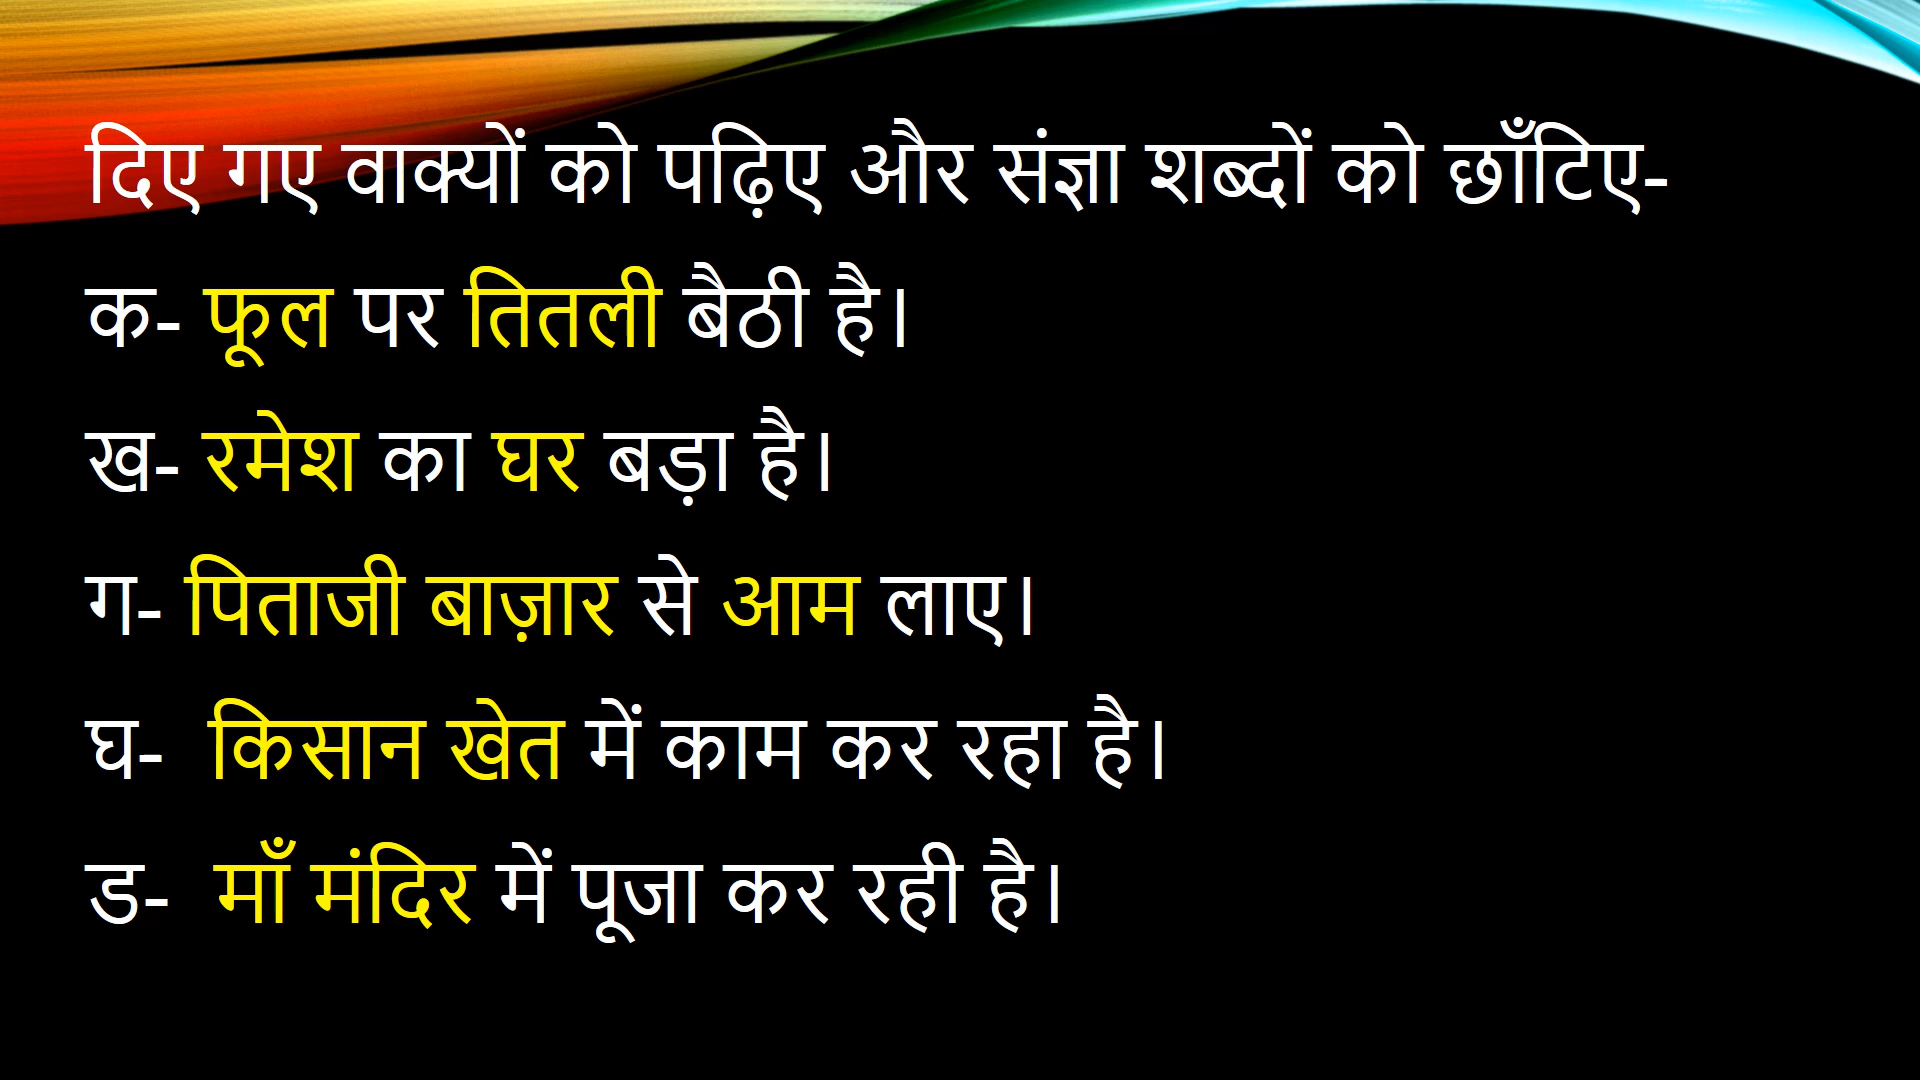 दिए गए वाक्यों को पढ़िए और संज्ञा शब्दों को छाँटिए-
क- फूल पर तितली बैठी है।
ख- रमेश का घर बड़ा है।
ग- पिताजी बाज़ार से आम लाए।
घ- किसान खेत में काम कर रहा है।
ड- माँ मंदिर में पूजा कर रही है।